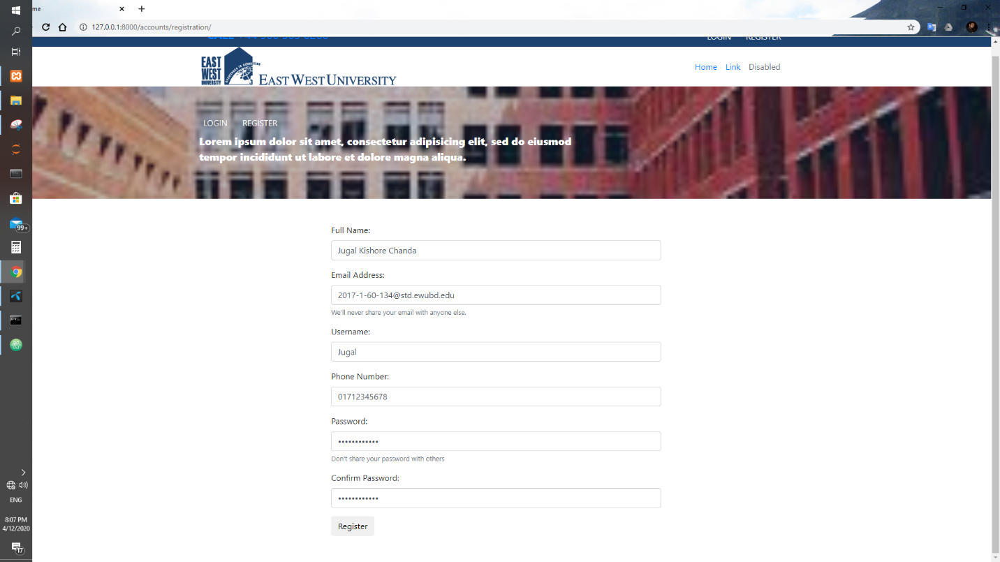 me
127.0.0.1:8000/accounts/registration/
LOGIN REGISTER
EAST
WEST
UNIVERSITY
EAST WEST UNIVERSITY
Home Link Disabled
LOGIN REGISTER
Lorem ipsum dolor sit amet, consectetur adipisicing elit, sed do eiusmod
tempor incididunt ut labore et dolore magna aliqua.
Full Name:
Jugal Kishore Chanda
Email Address:
2017-1-60-134@std.ewubd.edu
We'll never share your email with anyone else.
Username:
Jugal
Phone Number:
01712345678
Password:
••••••••••••
Don't share your password with others
Confirm Password:
••••••••••••
Register
99+
ENG
8:07 PM
4/12/2020
17